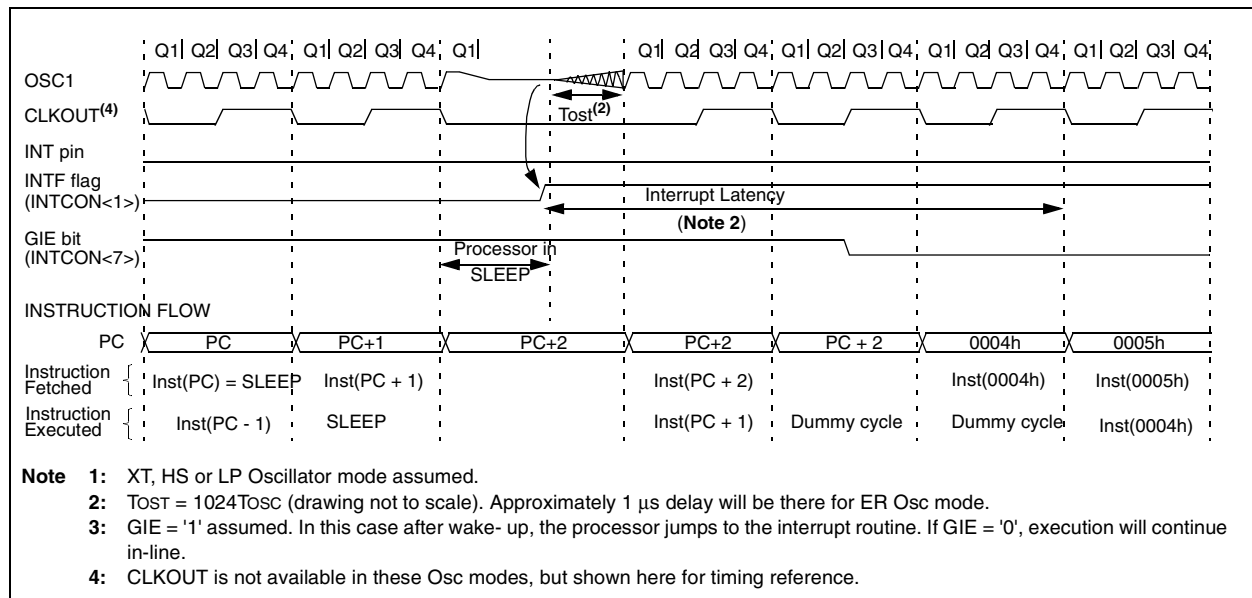 Q1| Q2| Q3| Q4 Q1| Q2| Q3| Q4 Q1| Q1| Q2| Q3| Q4 Q1| Q2| Q3| Q4 Q1| Q2| Q3| Q4 Q1| Q2| Q3| Q4
OSC1
CLKOUT(4) Tost(2)
INT pin
INTF flag
(INTCON<1>)
Interrupt Latency
(Note 2)
GIE bit
(INTCON<7>)
Processor in
SLEEP
INSTRUCTION FLOW
PC PC PC+1 PC+2 PC+2 PC + 2 0004h 0005h
Instruction
Fetched { Inst(PC) = SLEEP Inst(PC + 1) Inst(PC + 2) Inst(0004h) Inst(0005h)
Instruction
Executed { Inst(PC - 1) SLEEP Inst(PC + 1) Dummy cycle Dummy cycle Inst(0004h)
Note 1: XT, HS or LP Oscillator mode assumed.
2: TOST = 1024TOSC (drawing not to scale). Approximately 1 µs delay will be there for ER Osc mode.
3: GIE = '1' assumed. In this case after wake- up, the processor jumps to the interrupt routine. If GIE = '0', execution will continue
in-line.
4: CLKOUT is not available in these Osc modes, but shown here for timing reference.